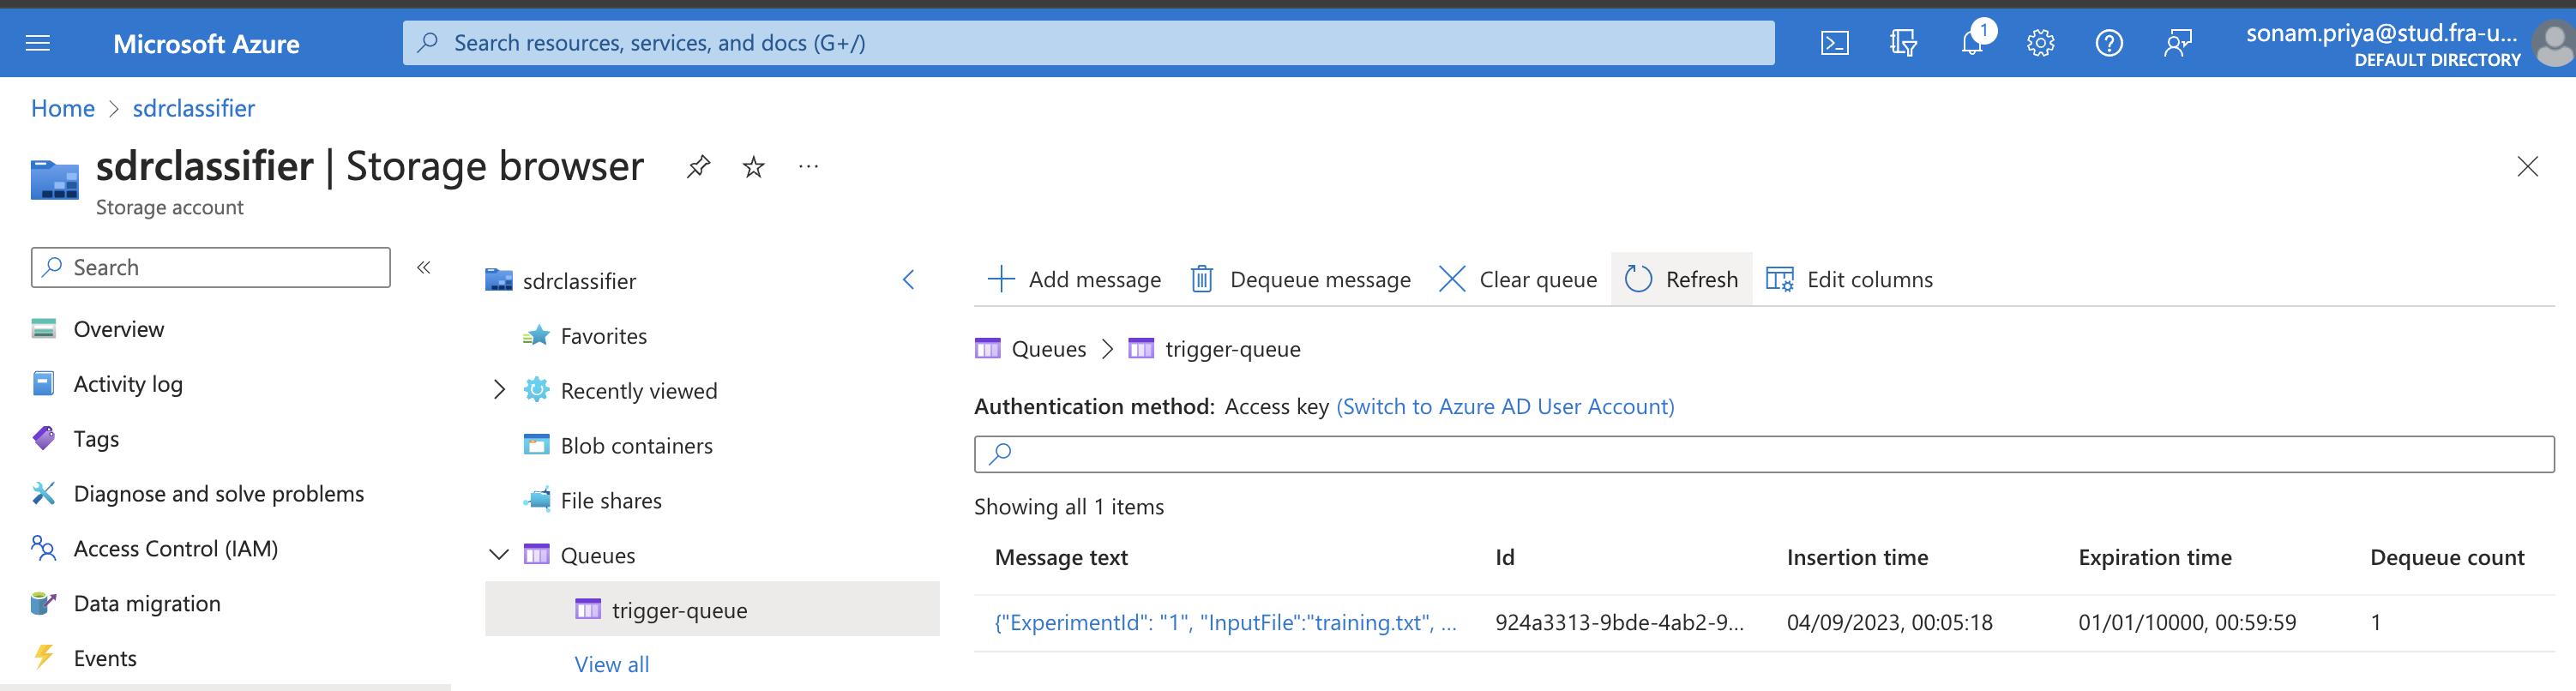 Microsoft Azure
Search resources, services, and docs (G+/)
1
sonam.priya@stud.fra-u...
DEFAULT DIRECTORY
Home > sdrclassifier
sdrclassifier | Storage browser
Storage account
Search
Overview
Activity log
Tags
Diagnose and solve problems
Access Control (IAM)
Data migration
Events
sdrclassifier
Favorites
Recently viewed
Blob containers
File shares
Queues
trigger-queue
View all
Add message Dequeue message Clear queue Refresh Edit columns
Queues > trigger-queue
Authentication method: Access key (Switch to Azure AD User Account)
Showing all 1 items
Message text Id Insertion time Expiration time Dequeue count
{"ExperimentId": "1", "InputFile":"training.txt", ... 924a3313-9bde-4ab2-9... 04/09/2023, 00:05:18 01/01/10000, 00:59:59 1